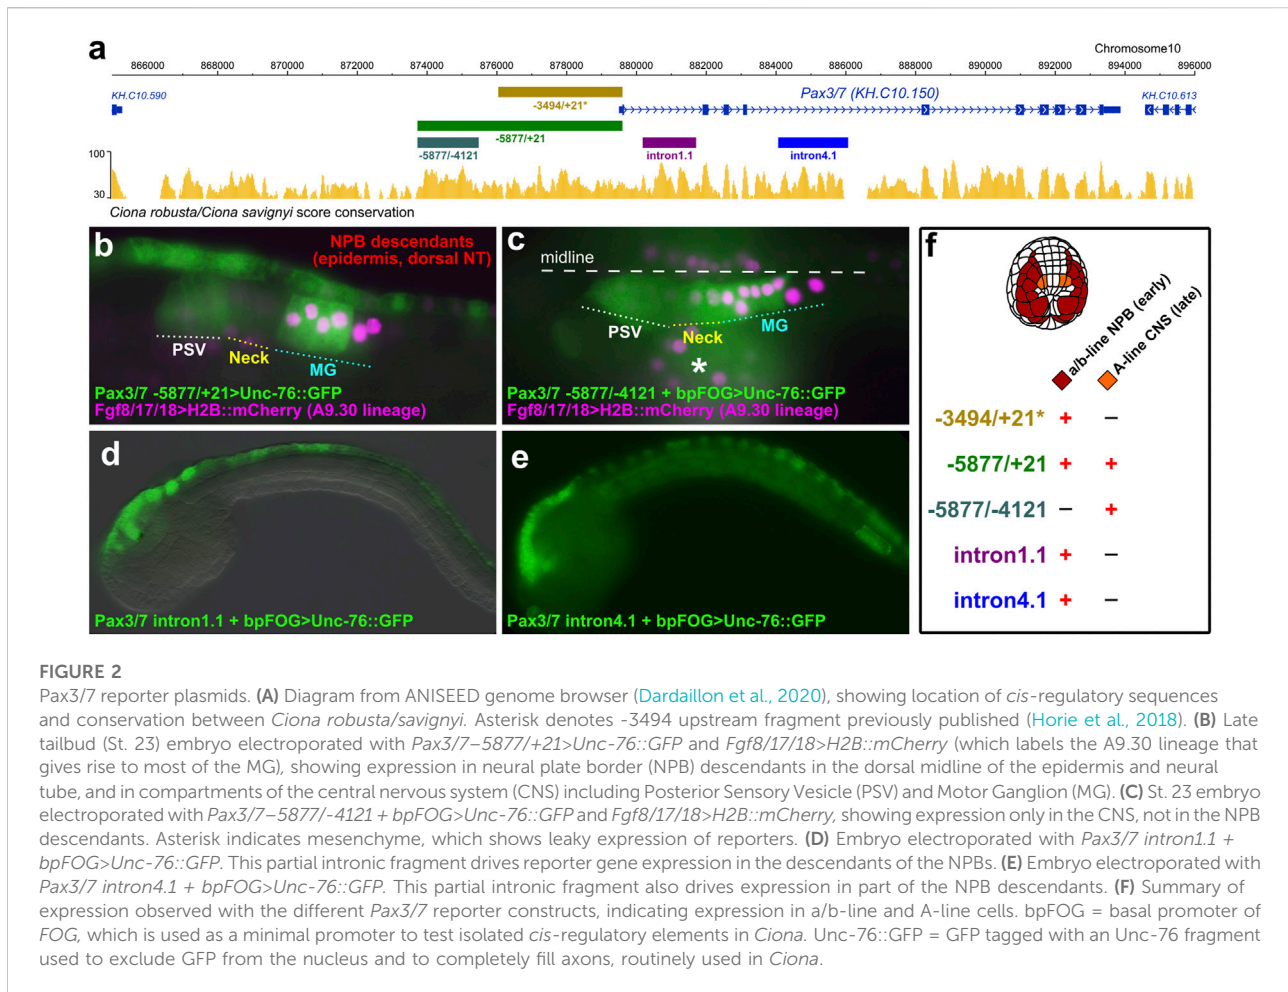 a
Chromosome10
866000 868000 870000 872000 874000 876000 878000 880000 882000 884000 886000 888000 890000 892000 894000 896000
KH.C10.590
-3494/+21*
Pax3/7 (KH.C10.150)
KH.C10.613
-5877/+21
-5877/-4121
intron1.1
intron4.1
100
30
Ciona robusta/Ciona savignyi score conservation
b
NPB descendants
(epidermis, dorsal NT)
PSV
Neck
MG
Pax3/7 -5877/+21>Unc-76::GFP
Fgf8/17/18>H2B::mCherry (A9.30 lineage)
c
midline
PSV
Neck
MG
*
Pax3/7 -5877/-4121 + bpFOG>Unc-76::GFP
Fgf8/17/18>H2B::mCherry (A9.30 lineage)
d
Pax3/7 intron1.1 + bpFOG>Unc-76::GFP
e
Pax3/7 intron4.1 + bpFOG>Unc-76::GFP
f
a/b-line NPB (early)
A-line CNS (late)
-3494/+21* + –
-5877/+21 + +
-5877/-4121 – +
intron1.1 + –
intron4.1 + –
FIGURE 2
Pax3/7 reporter plasmids. (A) Diagram from ANISEED genome browser (Dardaillon et al., 2020), showing location of cis-regulatory sequences
and conservation between Ciona robusta/savignyi. Asterisk denotes -3494 upstream fragment previously published (Horie et al., 2018). (B) Late
tailbud (St. 23) embryo electroporated with Pax3/7–5877/+21>Unc-76::GFP and Fgf8/17/18>H2B::mCherry (which labels the A9.30 lineage that
gives rise to most of the MG), showing expression in neural plate border (NPB) descendants in the dorsal midline of the epidermis and neural
tube, and in compartments of the central nervous system (CNS) including Posterior Sensory Vesicle (PSV) and Motor Ganglion (MG). (C) St. 23 embryo
electroporated with Pax3/7–5877/-4121 + bpFOG>Unc-76::GFP and Fgf8/17/18>H2B::mCherry, showing expression only in the CNS, not in the NPB
descendants. Asterisk indicates mesenchyme, which shows leaky expression of reporters. (D) Embryo electroporated with Pax3/7 intron1.1 +
bpFOG>Unc-76::GFP. This partial intronic fragment drives reporter gene expression in the descendants of the NPBs. (E) Embryo electroporated with
Pax3/7 intron4.1 + bpFOG>Unc-76::GFP. This partial intronic fragment also drives expression in part of the NPB descendants. (F) Summary of
expression observed with the different Pax3/7 reporter constructs, indicating expression in a/b-line and A-line cells. bpFOG = basal promoter of
FOG, which is used as a minimal promoter to test isolated cis-regulatory elements in Ciona. Unc-76::GFP = GFP tagged with an Unc-76 fragment
used to exclude GFP from the nucleus and to completely fill axons, routinely used in Ciona.